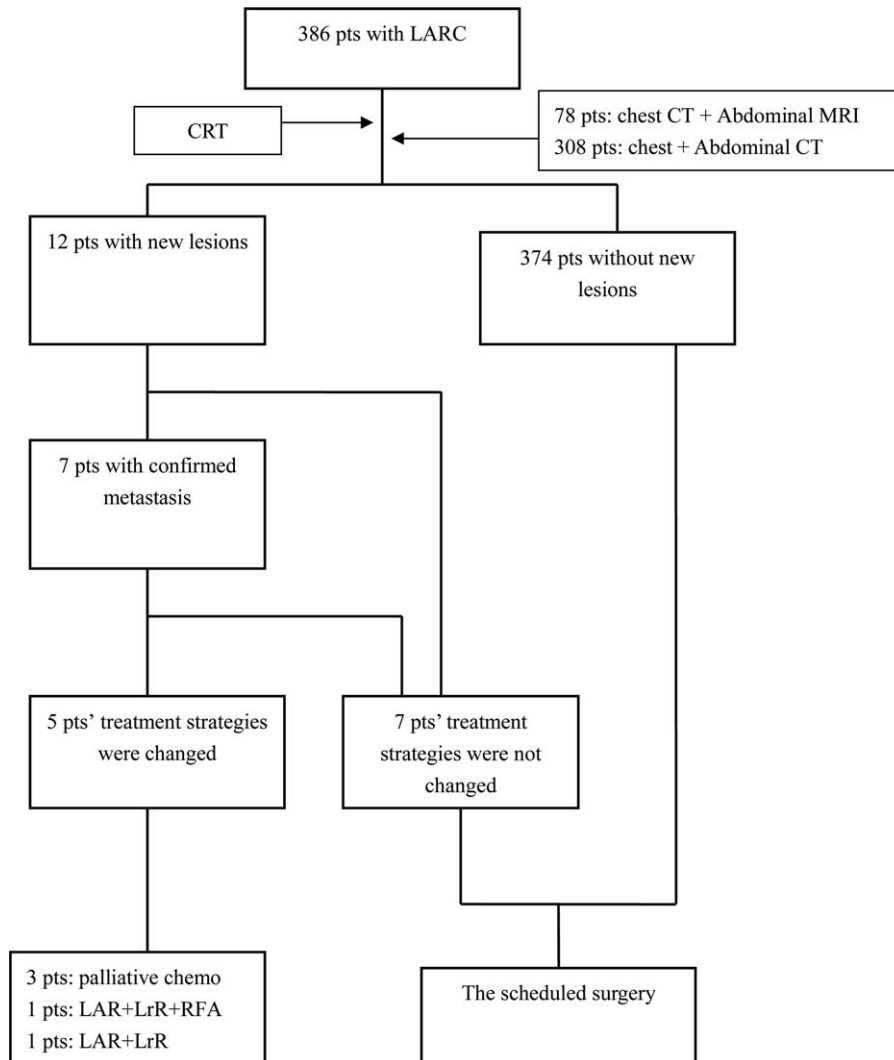 386 pts with LARC
CRT
78 pts: chest CT + Abdominal MRI
308 pts: chest + Abdominal CT
12 pts with new lesions
374 pts without new
lesions
7 pts with confirmed
metastasis
5 pts’ treatment strategies
were changed
7 pts’ treatment
strategies were not
changed
3 pts: palliative chemo
1 pts: LAR+LrR+RFA
1 pts: LAR+LrR
The scheduled surgery